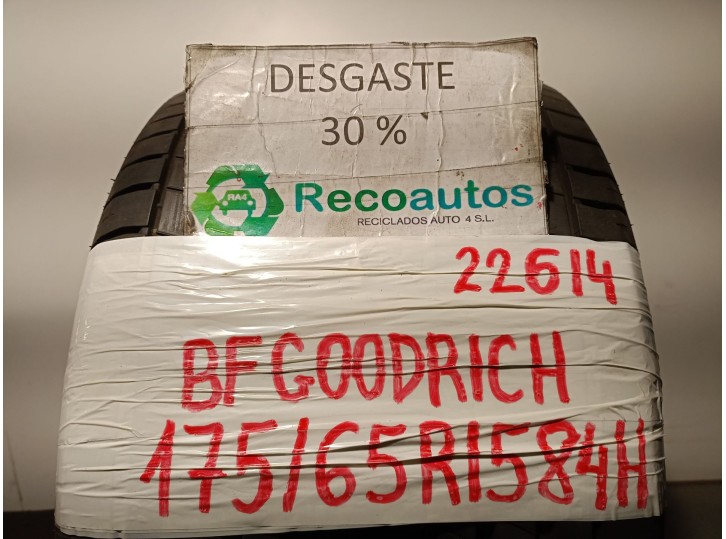 DESGASTE
30 %
RA4
Recoautos
RECICLADOS AUTO 4 S.L.
22614
BFGOODRICH
175/65R1584H